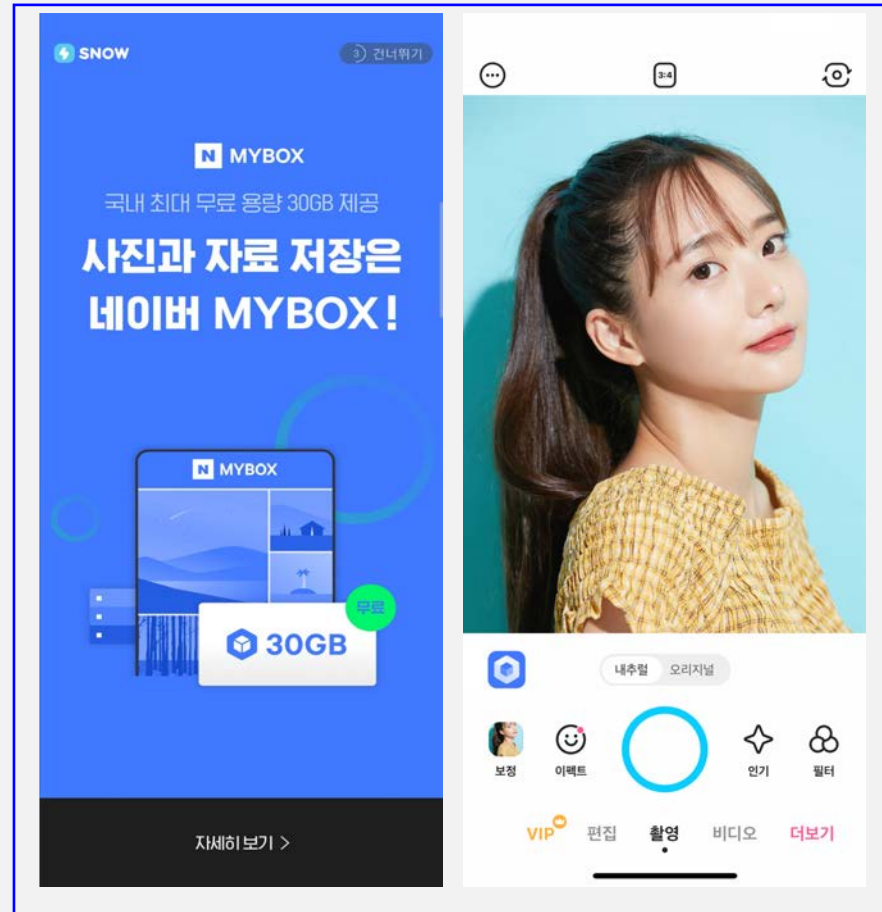 SNOW
3 건너뛰기
N MYBOX
국내 최대 무료 용량 30GB 제공
사진과 자료 저장은
네이버 MYBOX!
N MYBOX
무료
30GB
자세히 보기 >
3:4
내추럴 오리지널
보정 이펙트 인기 필터
VIP 편집 촬영 비디오 더보기